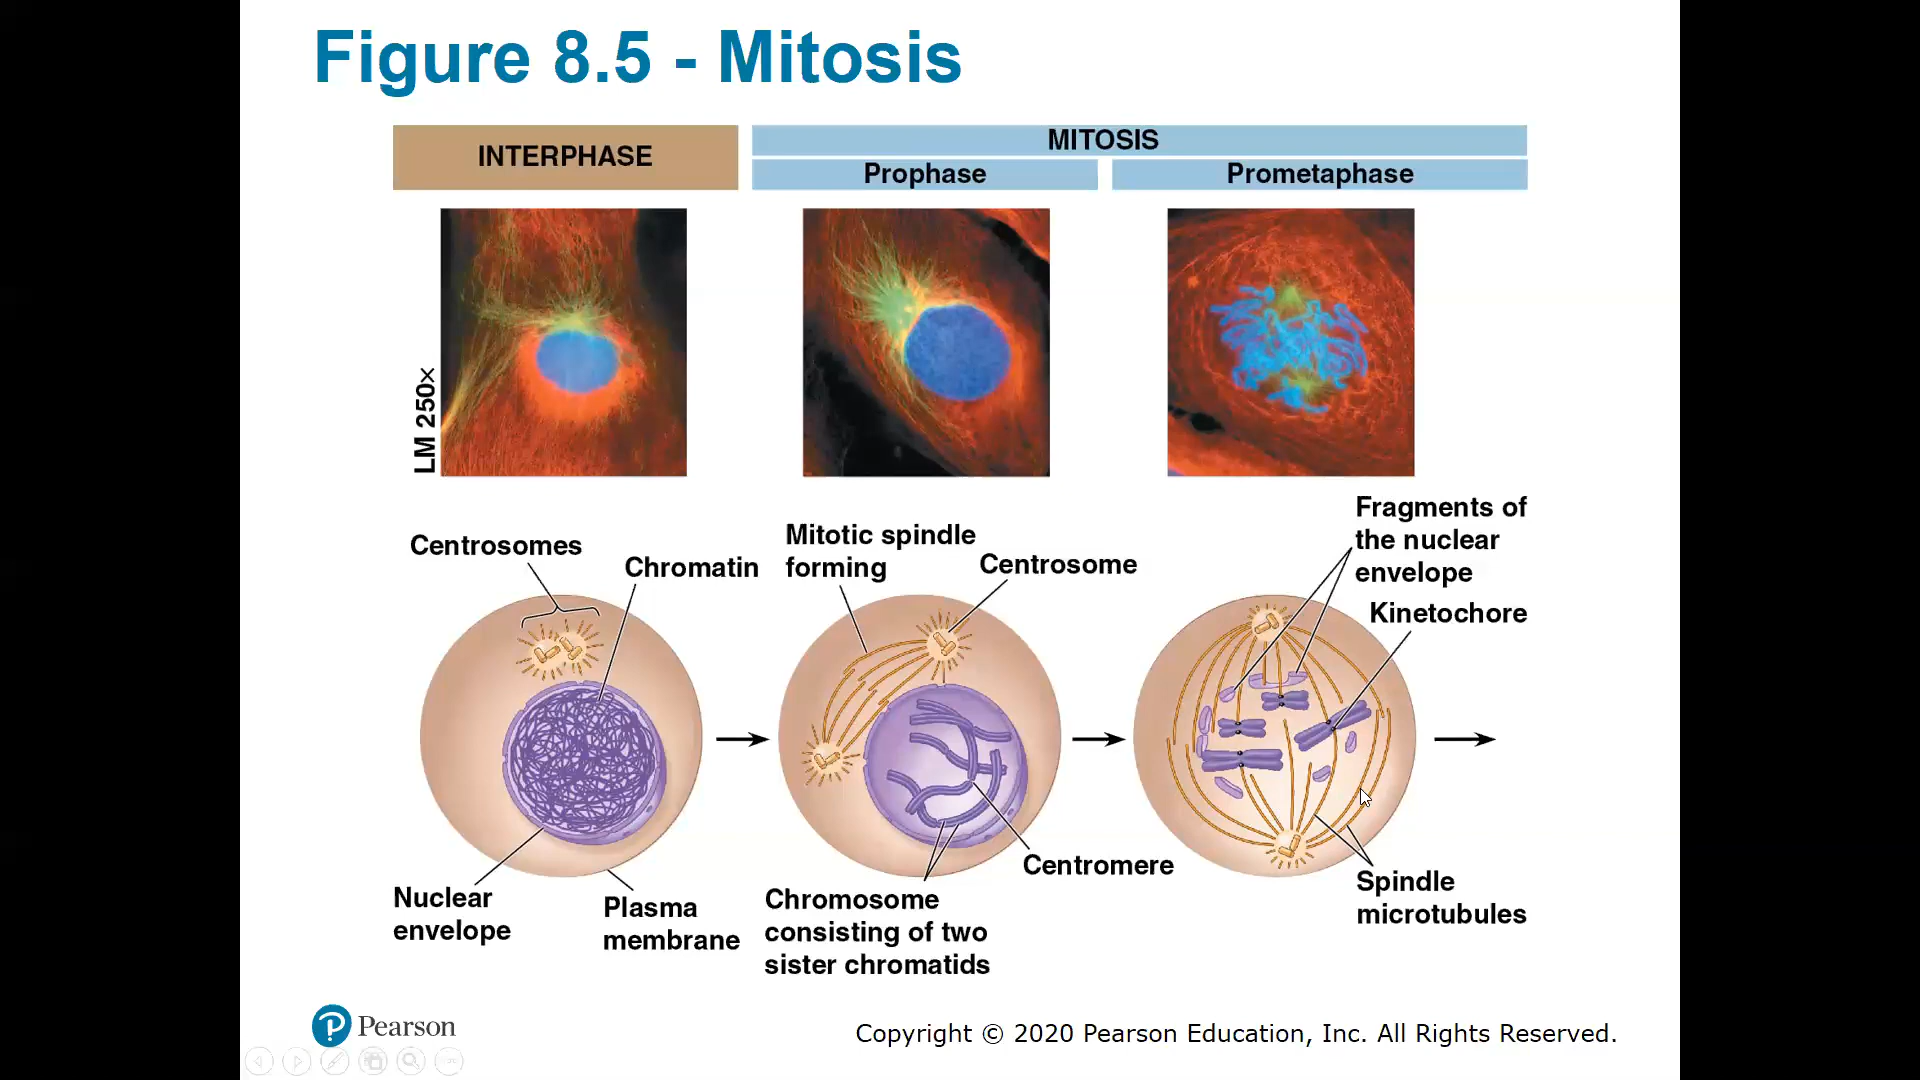 Figure 8.5 - Mitosis
INTERPHASE
MITOSIS
Prophase
Prometaphase
LM 250×
Centrosomes
Chromatin
Nuclear
envelope
Plasma
membrane
Mitotic spindle
forming
Centrosome
Centromere
Chromosome
consisting of two
sister chromatids
Fragments of
the nuclear
envelope
Kinetochore
Spindle
microtubules
Pearson
Copyright © 2020 Pearson Education, Inc. All Rights Reserved.